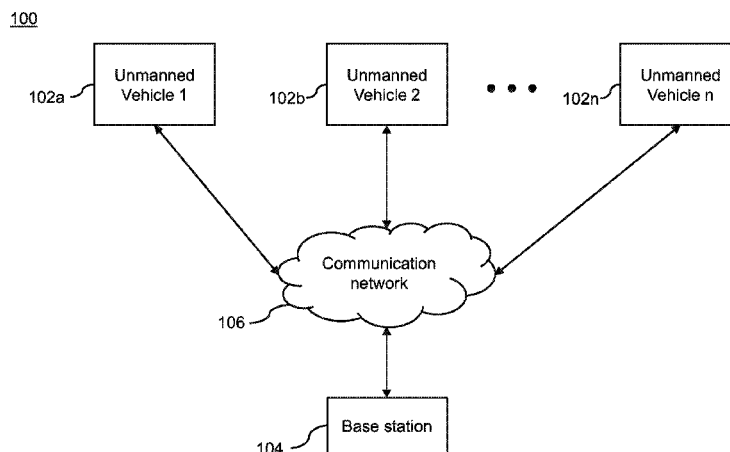 100
Unmanned
Vehicle 1
102a
Unmanned
Vehicle 2
102b
Unmanned
Vehicle n
102n
Communication
network
106
Base station
104